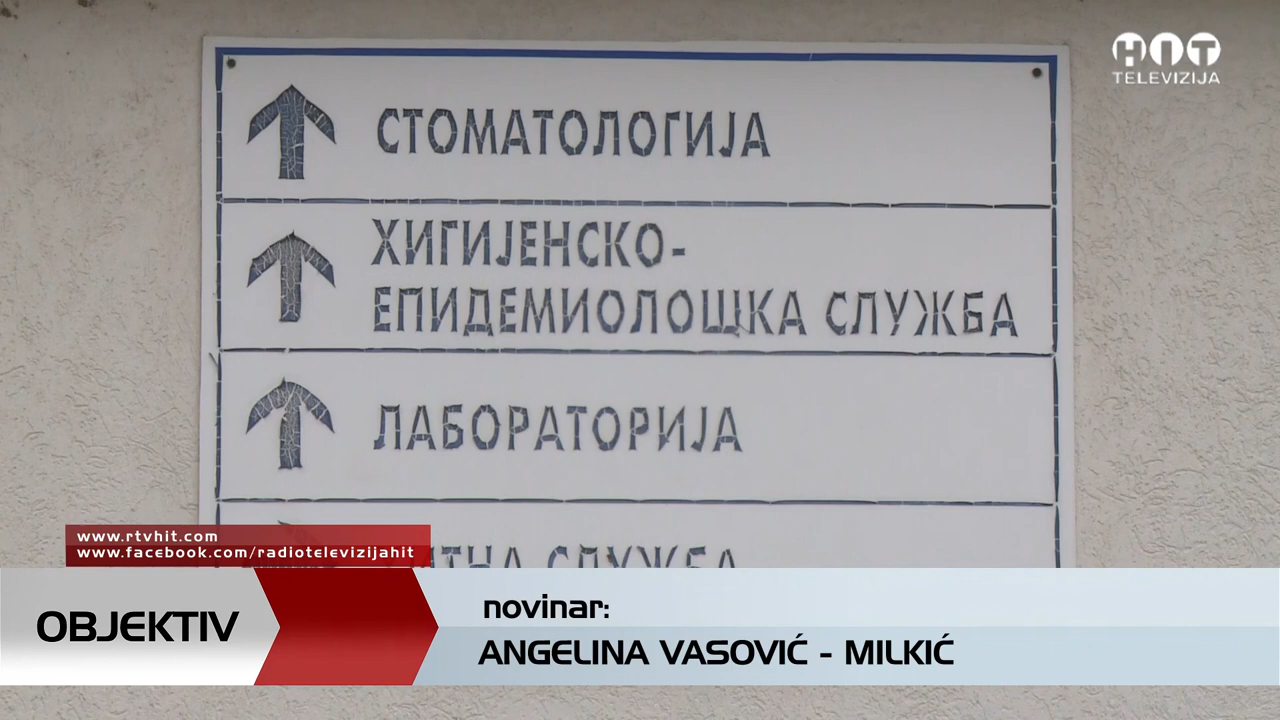 HIT
TELEVIZIJA
СТОМАТОЛОГИЈА
ХИГИЈЕНСКО-
ЕПИДЕМИОЛОШКА СЛУЖБА
ЛАБОРАТОРИЈА
СЛУЖБА
www.rtvhit.com
www.facebook.com/radiotelevizijahit
OBJEKTIV
novinar:
ANGELINA VASOVIĆ - MILKIĆ